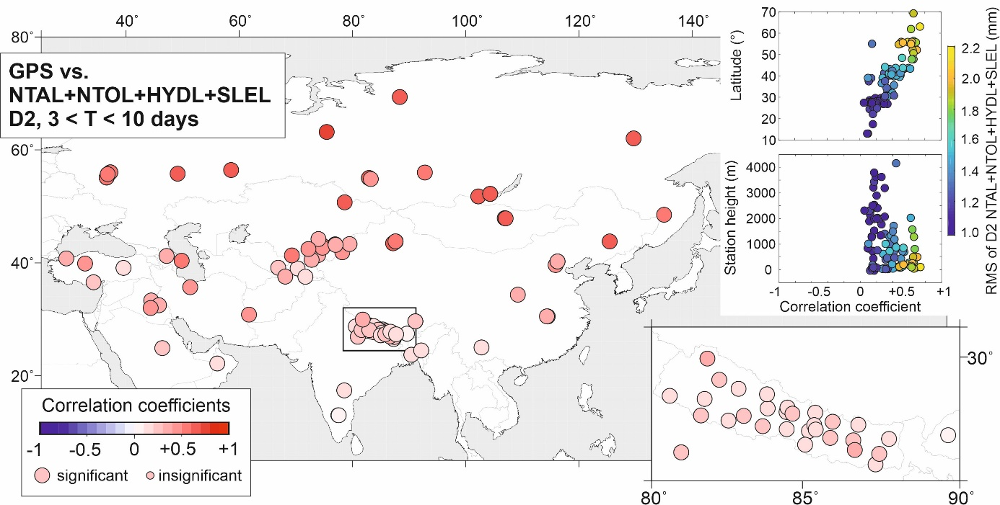 40° 60° 80° 100° 120° 140°
80°
60°
40°
20°
GPS vs.
NTAL+NTOL+HYDL+SLEL
D2, 3 < T < 10 days
Correlation coefficients
-1 -0.5 0 +0.5 +1
significant insignificant
Latitude (°)
70
60
50
40
30
20
10
Station height (m)
4000
3000
2000
1000
0
-1 -0.5 0 +0.5 +1
Correlation coefficient
2.2
2.0
1.8
1.6
1.4
1.2
1.0
RMS of D2 NTAL+NTOL+HYDL+SLEL (mm)
30°
80° 85° 90°